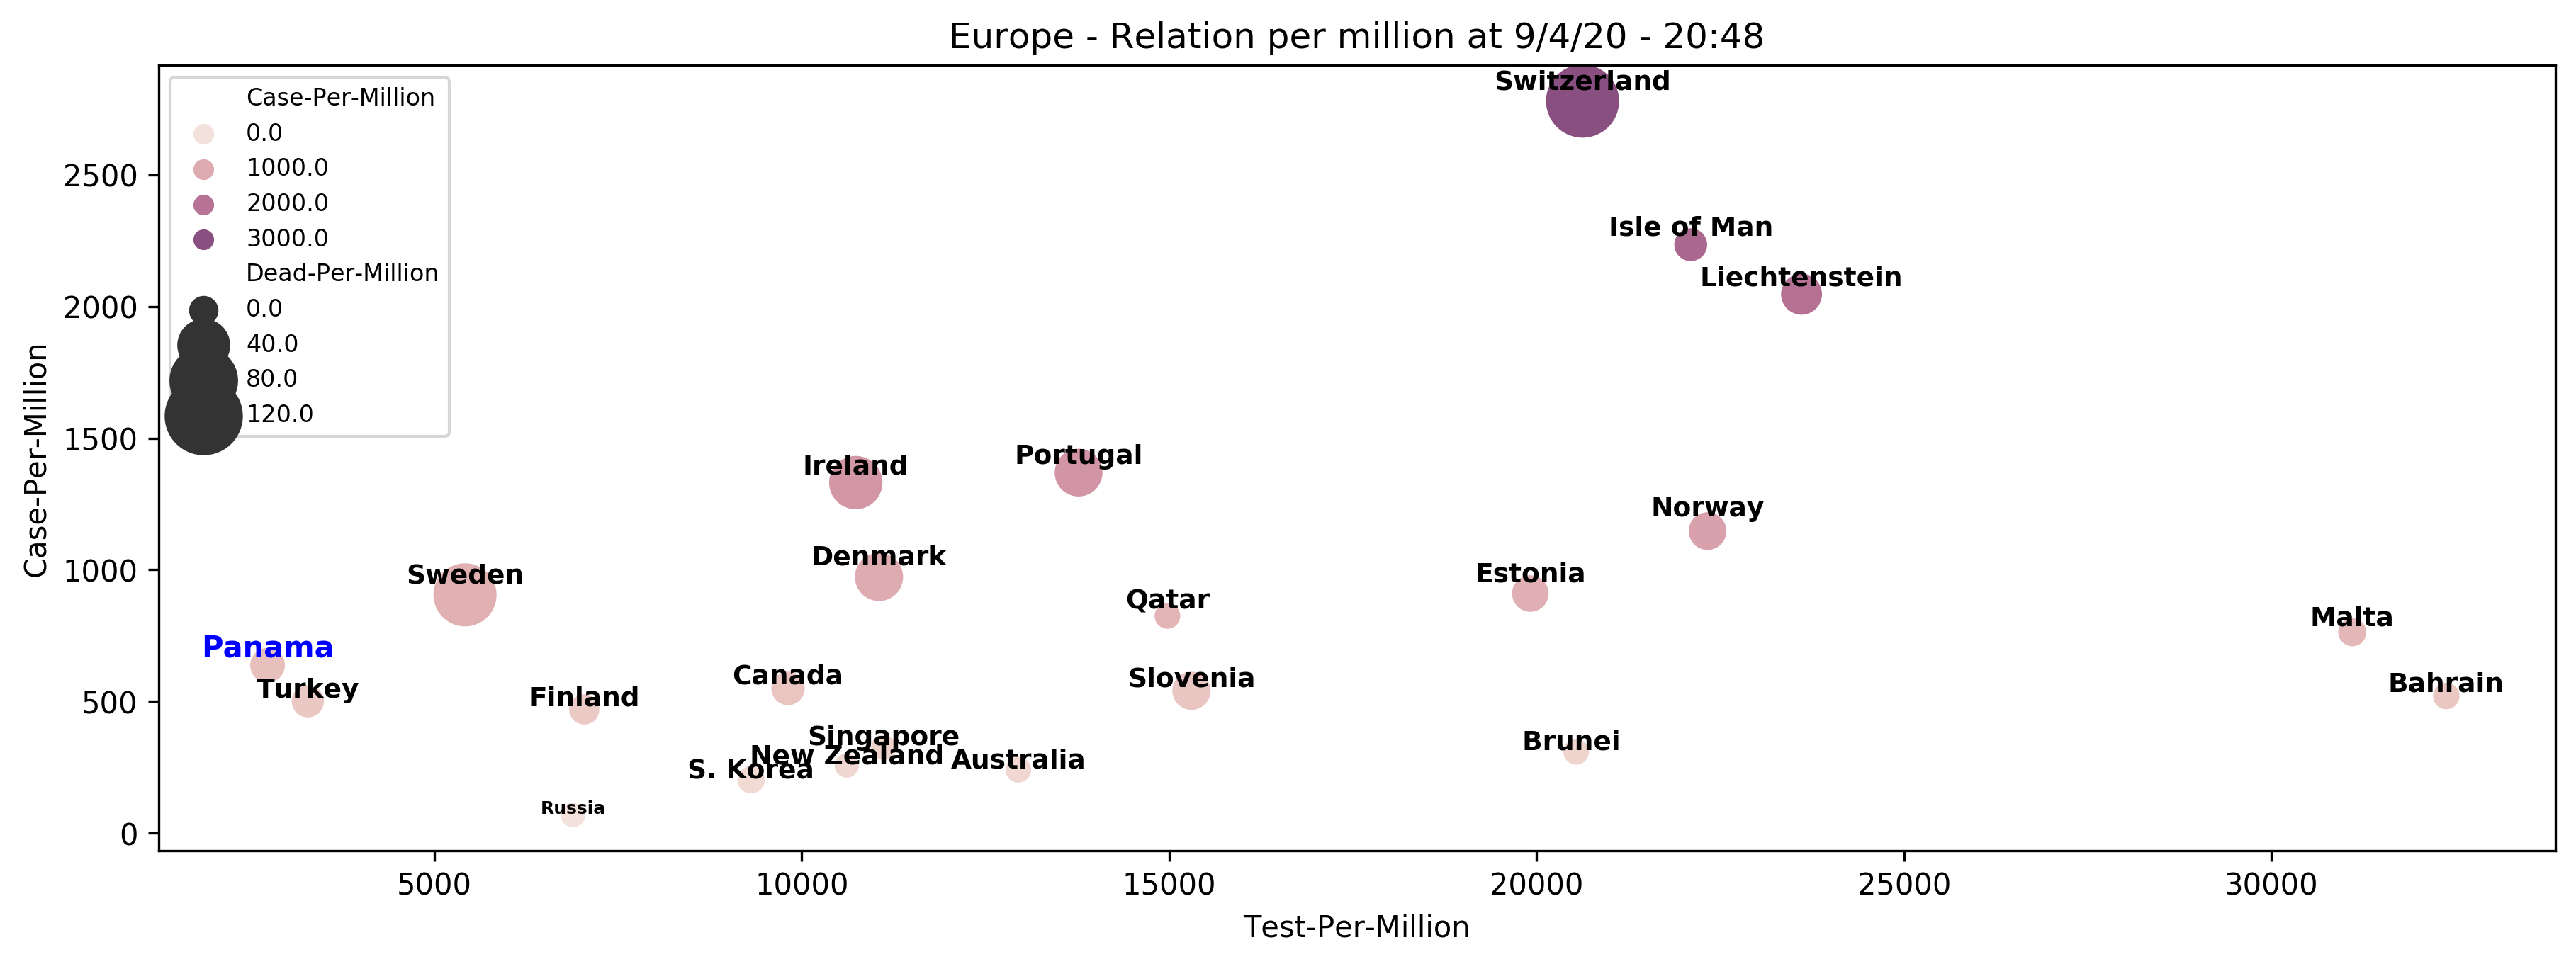 Europe - Relation per million at 9/4/20 - 20:48
Case-Per-Million
0.0
1000.0
2000.0
3000.0
Dead-Per-Million
0.0
40.0
80.0
120.0
Switzerland
Isle of Man
Liechtenstein
Ireland
Portugal
Norway
Denmark
Sweden
Estonia
Qatar
Malta
Panama
Turkey
Finland
Canada
Slovenia
Bahrain
Singapore
New Zealand
S. Korea
Australia
Brunei
Russia
2500
2000
1500
1000
500
0
Case-Per-Million
5000
10000
15000
20000
25000
30000
Test-Per-Million